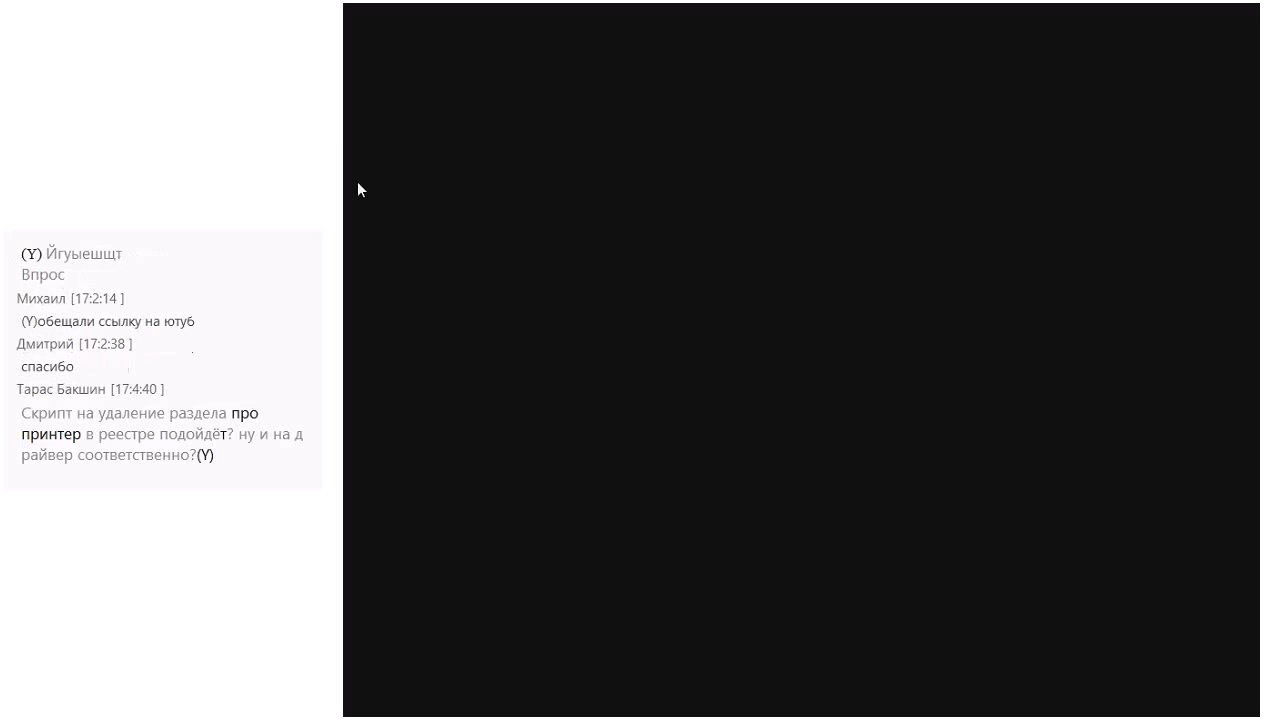 (Y) Йгуыешщт
Впрос
Михаил [17:2:14 ]
(Y)обещали ссылку на ютуб
Дмитрий [17:2:38 ]
спасибо
Тарас Бакшин [17:4:40 ]
Скрипт на удаление раздела про
принтер в реестре подойдёт? ну и на д
райвер соответственно?(Y)